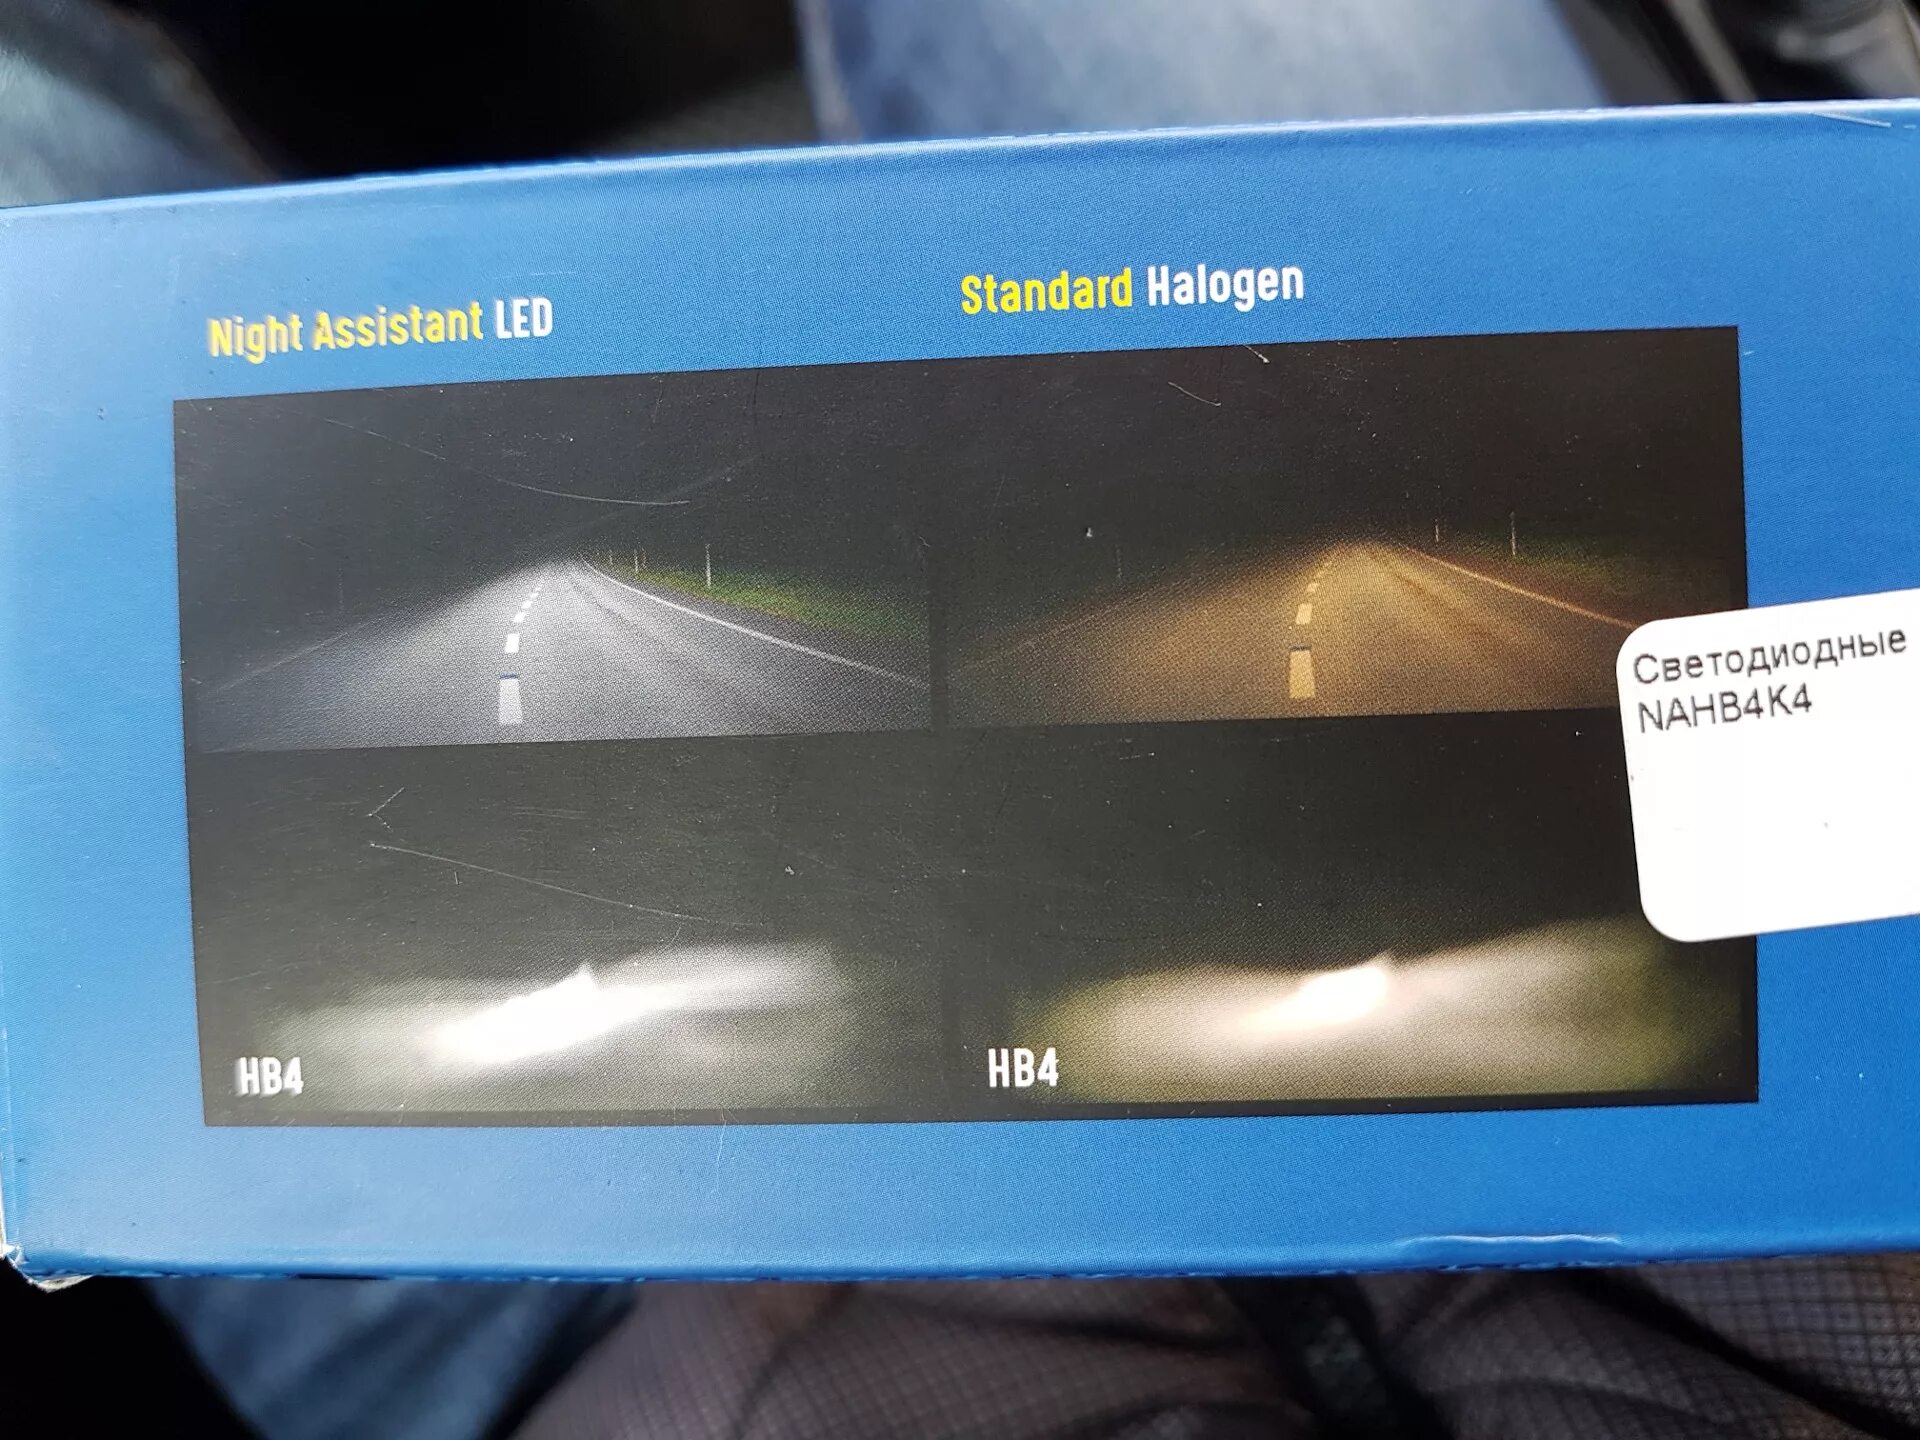 Night Assistant LED
Standard Halogen
Светодиодные
NAHB4K4
HB4
HB4